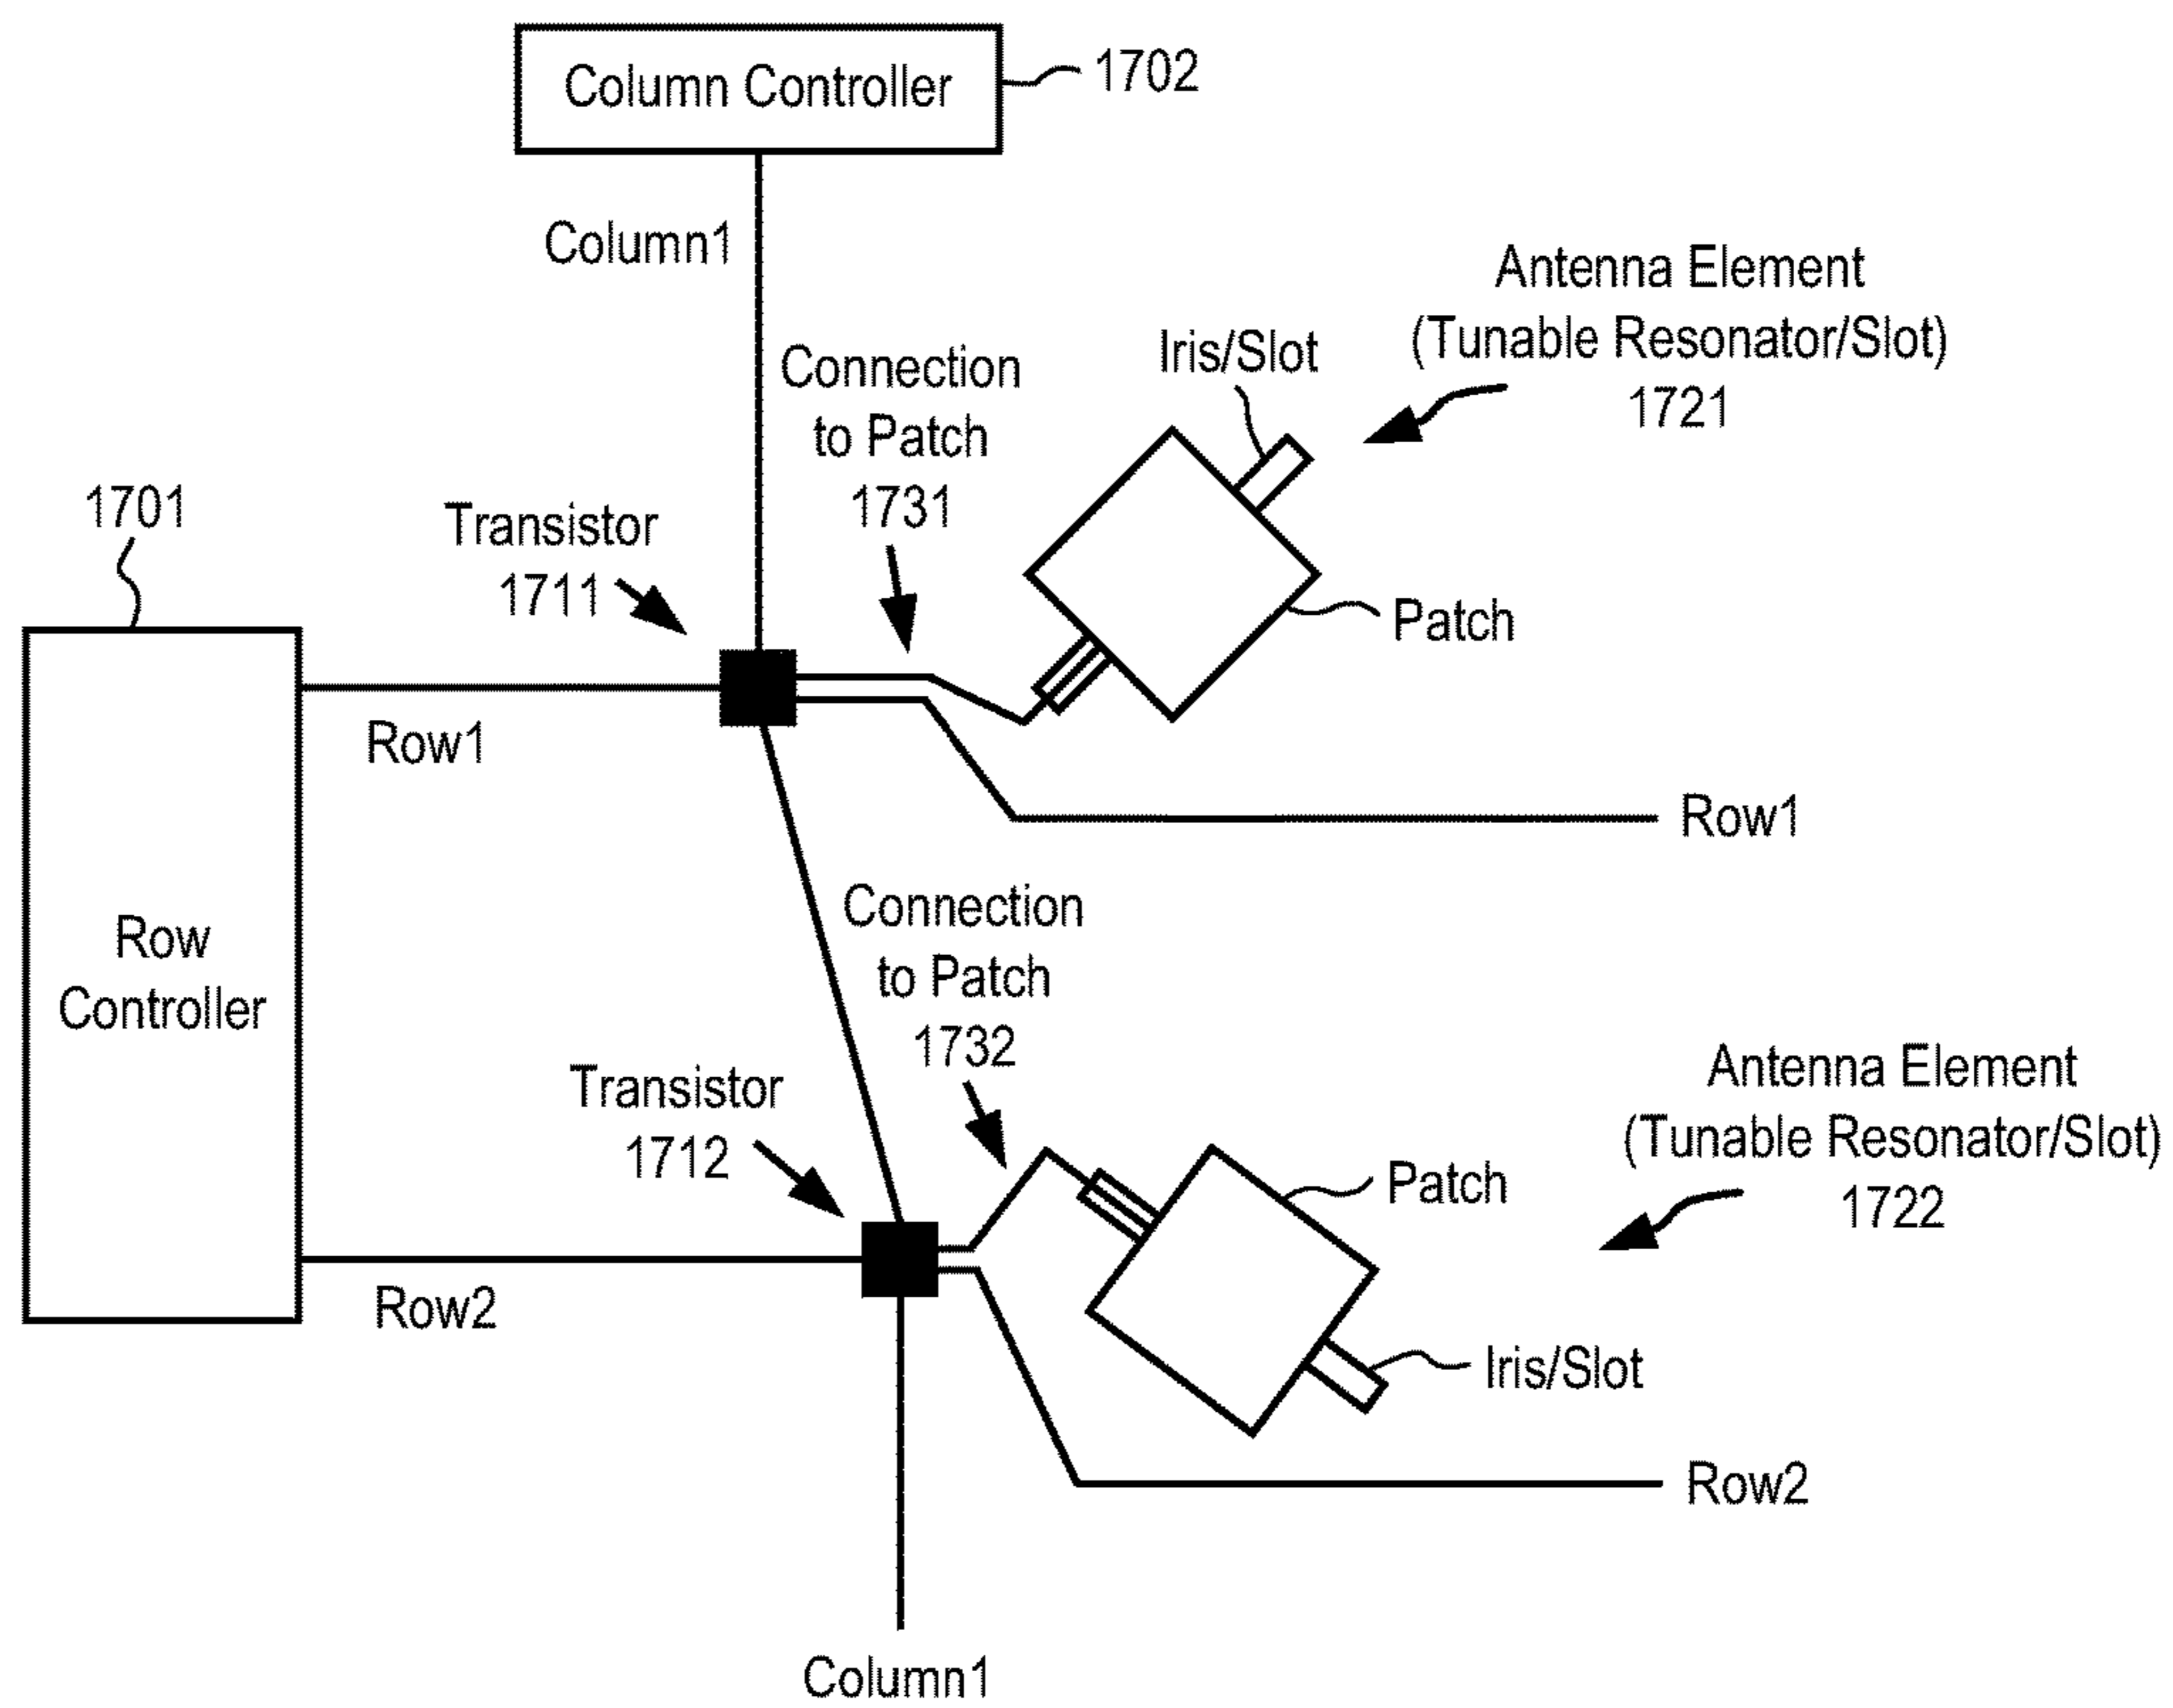 Column Controller
1702
Column1
Antenna Element
(Tunable Resonator/Slot)
1721
Iris/Slot
Connection
to Patch
1731
1701
Transistor
1711
Patch
Row1
Row1
Row
Controller
Connection
to Patch
1732
Transistor
1712
Antenna Element
(Tunable Resonator/Slot)
1722
Patch
Row2
Iris/Slot
Row2
Column1